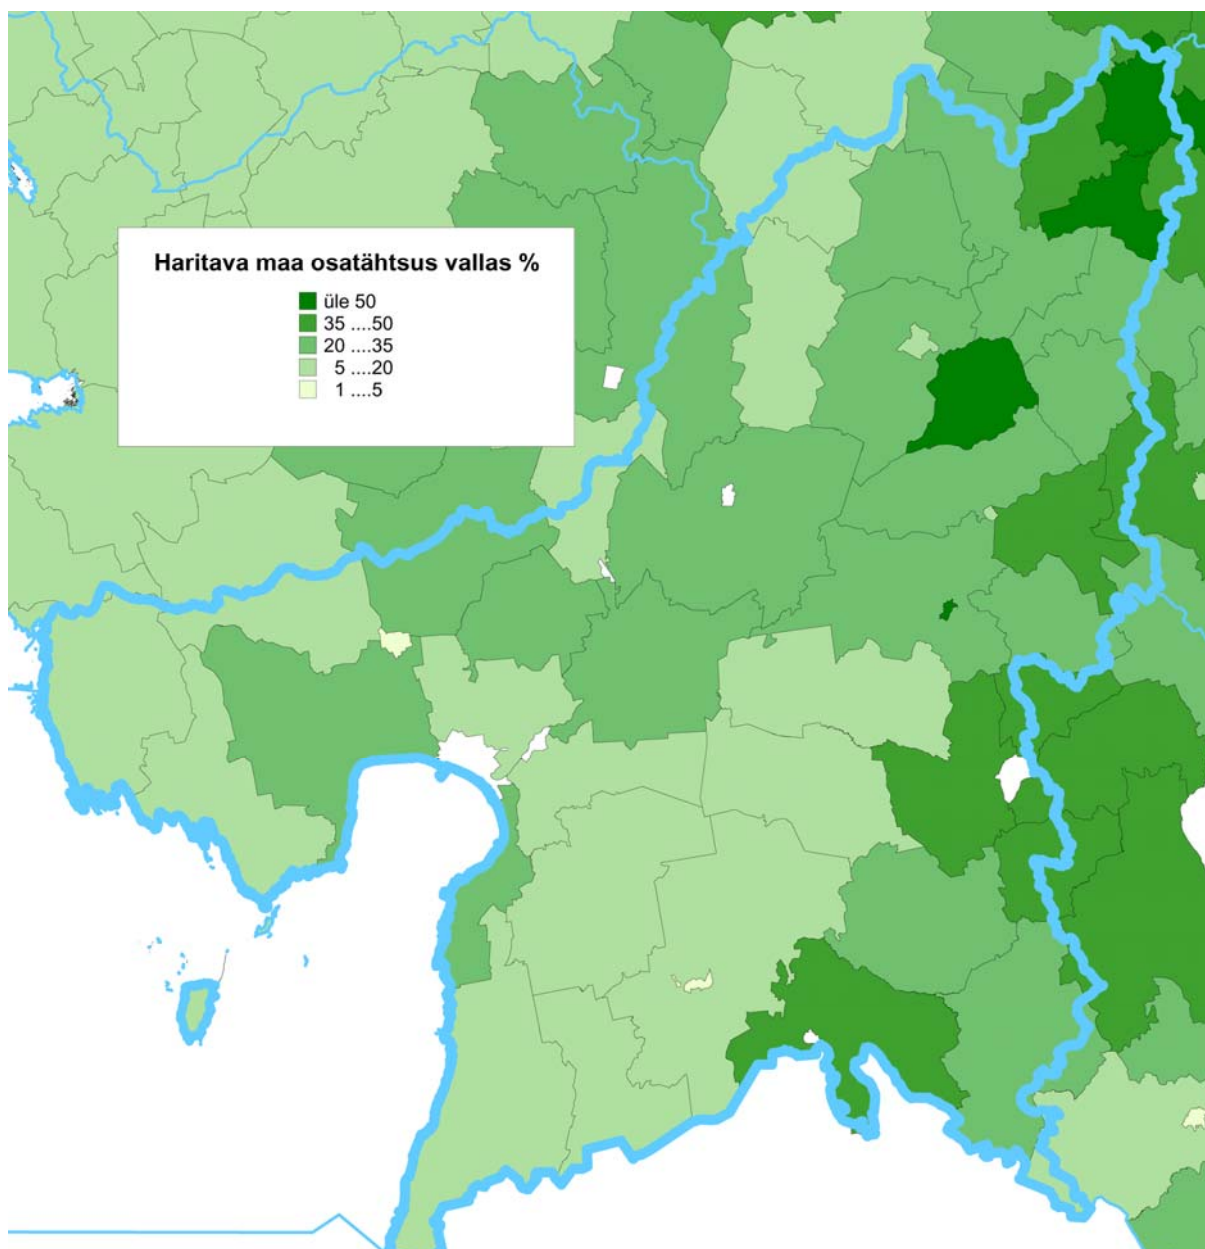 Haritava maa osatähtsus vallas %
üle 50
35 ....50
20 ....35
5 ....20
1 ....5